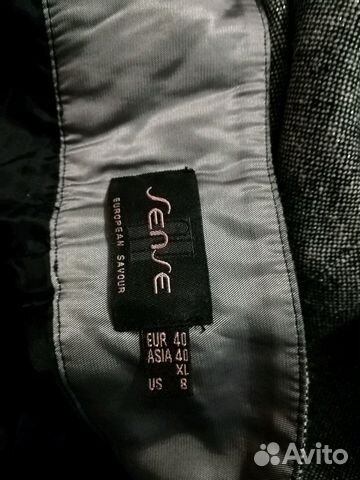 SENSE
EUROPEAN SAVOUR
EUR 40
ASIA 40
XL
US 8
Avito